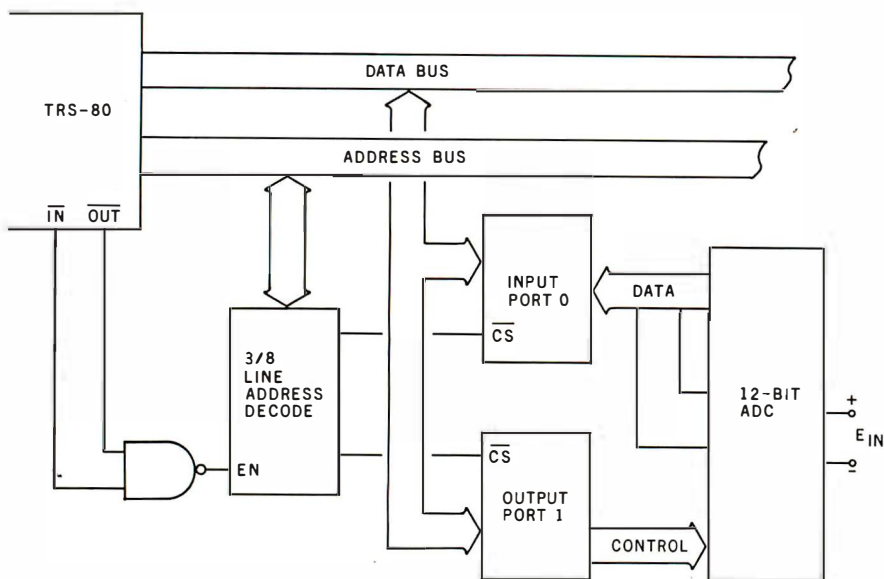 DATA BUS
TRS-80
ADDRESS BUS
IN OUT
INPUT
PORT 0
DATA
CS
3/8
LINE
ADDRESS
DECODE
12-BIT
ADC
+
E IN
-
EN
CS
OUTPUT
PORT 1
CONTROL